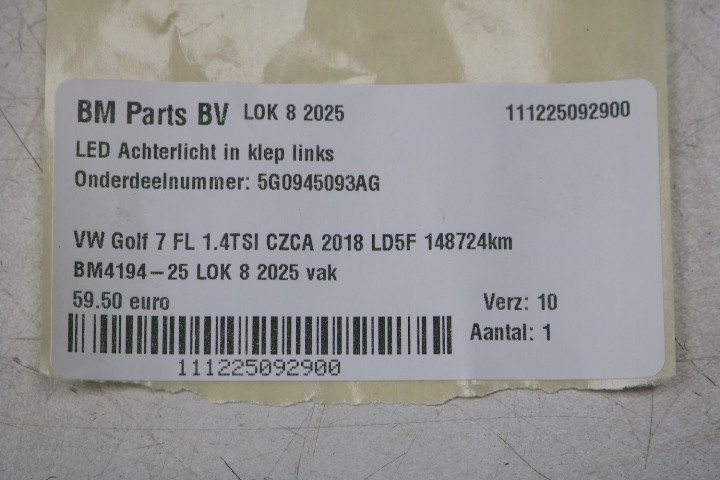 BM Parts BV LOK 8 2025 111225092900
LED Achterlicht in klep links
Onderdeelnummer: 5G0945093AG
VW Golf 7 FL 1.4TSI CZCA 2018 LD5F 148724km
BM4194-25 LOK 8 2025 vak
59.50 euro Verz: 10
Aantal: 1
111225092900